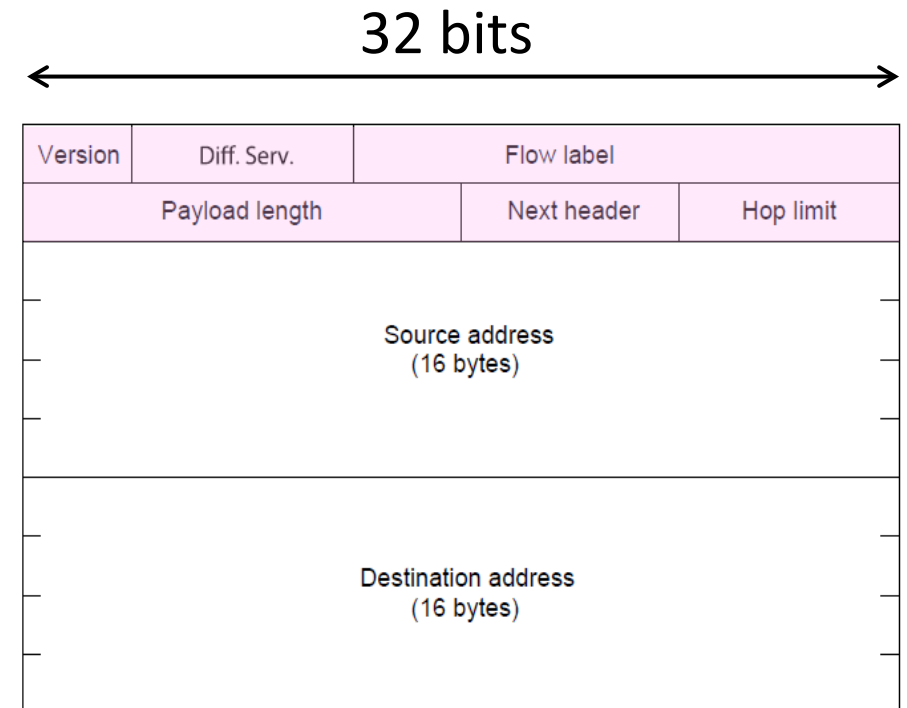 32 bits
Version Diff. Serv. Flow label
Payload length Next header Hop limit
Source address
(16 bytes)
Destination address
(16 bytes)